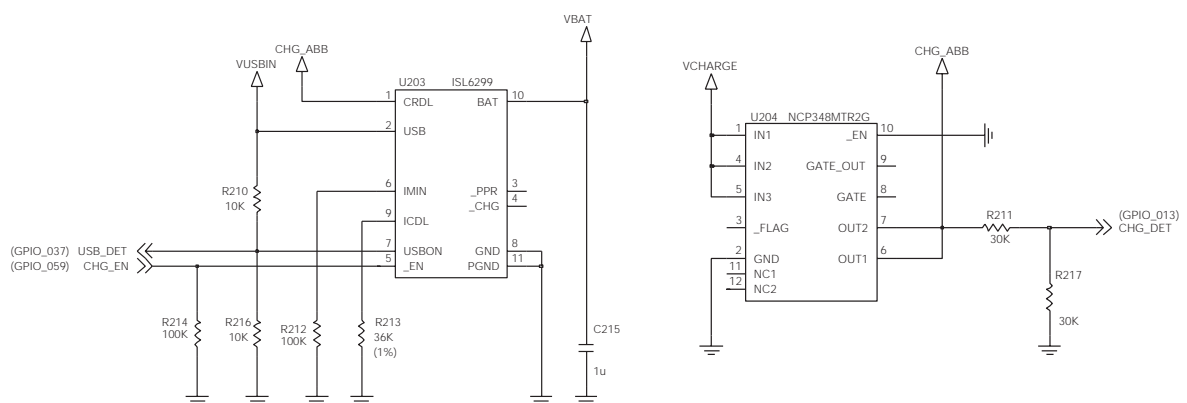 VBAT
CHG_ABB
VUSBIN
U203 ISL6299
1 CRDL BAT 10
2 USB
6 IMIN _PPR 3
_CHG 4
9 ICDL
7 USBON GND 8
5 _EN PGND 11
R210
10K
(GPIO_037) USB_DET
(GPIO_059) CHG_EN
R214
100K
R216
10K
R212
100K
R213
36K
(1%)
C215
1u
CHG_ABB
VCHARGE
U204 NCP348MTR2G
1 IN1 _EN 10
4 IN2 GATE_OUT 9
5 IN3 GATE 8
3 _FLAG OUT2 7
2 GND OUT1 6
11 NC1
12 NC2
R211
30K
(GPIO_013)
CHG_DET
R217
30K